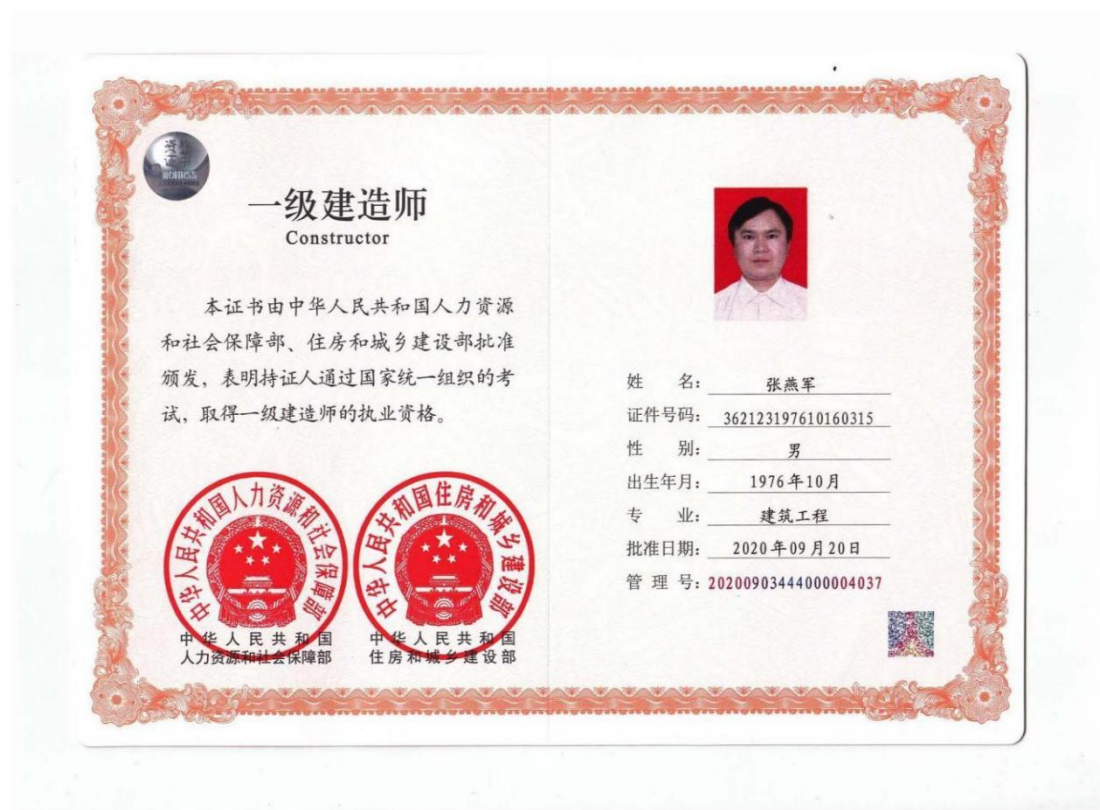 一级建造师
Constructor
本证书由中华人民共和国人力资源
和社会保障部、住房和城乡建设部批准
颁发，表明持证人通过国家统一组织的考
试，取得一级建造师的执业资格。
中华人民共和国人力资源和社会保障部
中华人民共和国
人力资源和社会保障部
中华人民共和国住房和城乡建设部
中华人民共和国
住房和城乡建设部
姓 名：张燕军
证件号码：362123197610160315
性 别：男
出生年月：1976年10月
专 业：建筑工程
批准日期：2020年09月20日
管 理 号：20200903444000004037